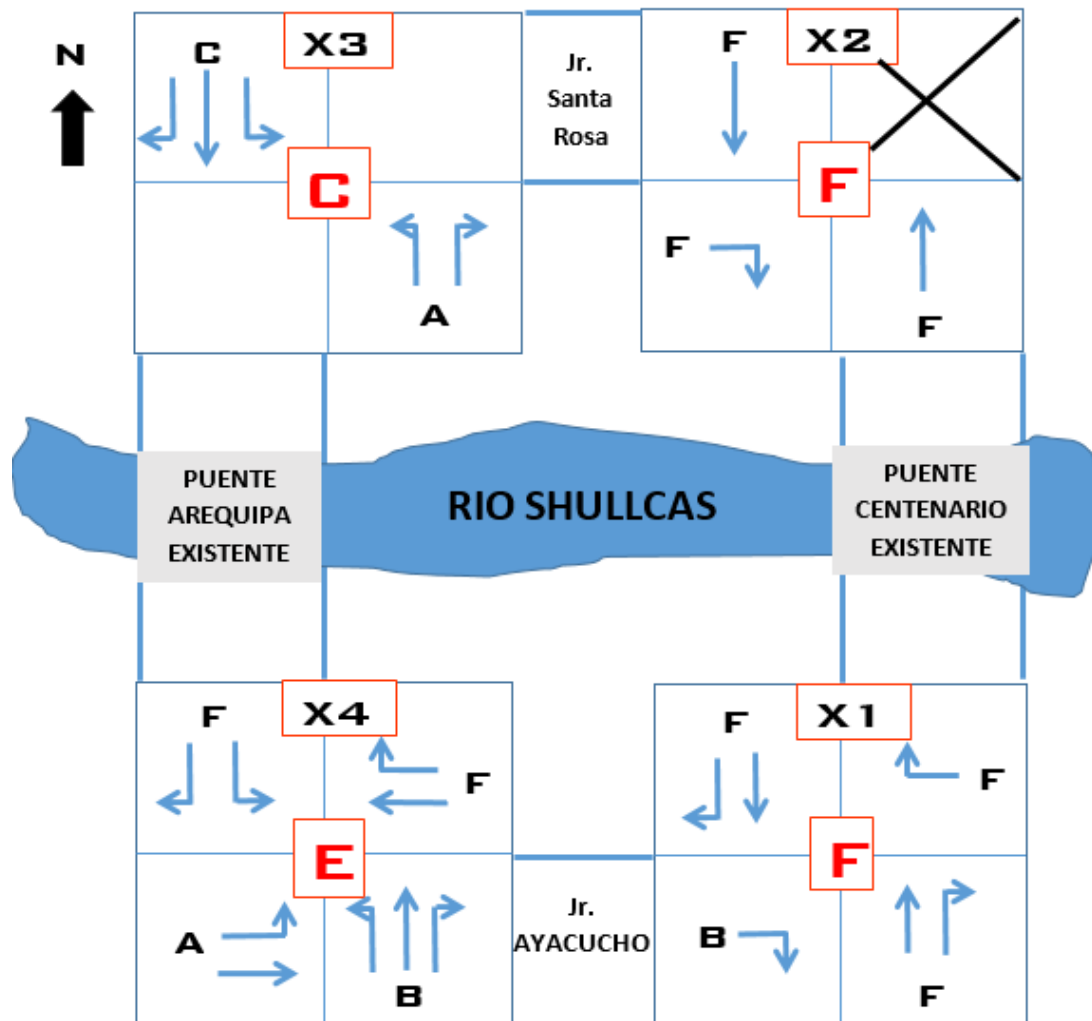 N
C
X3
C
A
Jr.
Santa
Rosa
F
X2
F
F
F
PUENTE
AREQUIPA
EXISTENTE
RIO SHULLCAS
PUENTE
CENTENARIO
EXISTENTE
F
X4
F
E
A
B
Jr.
AYACUCHO
F
X1
F
F
B
F